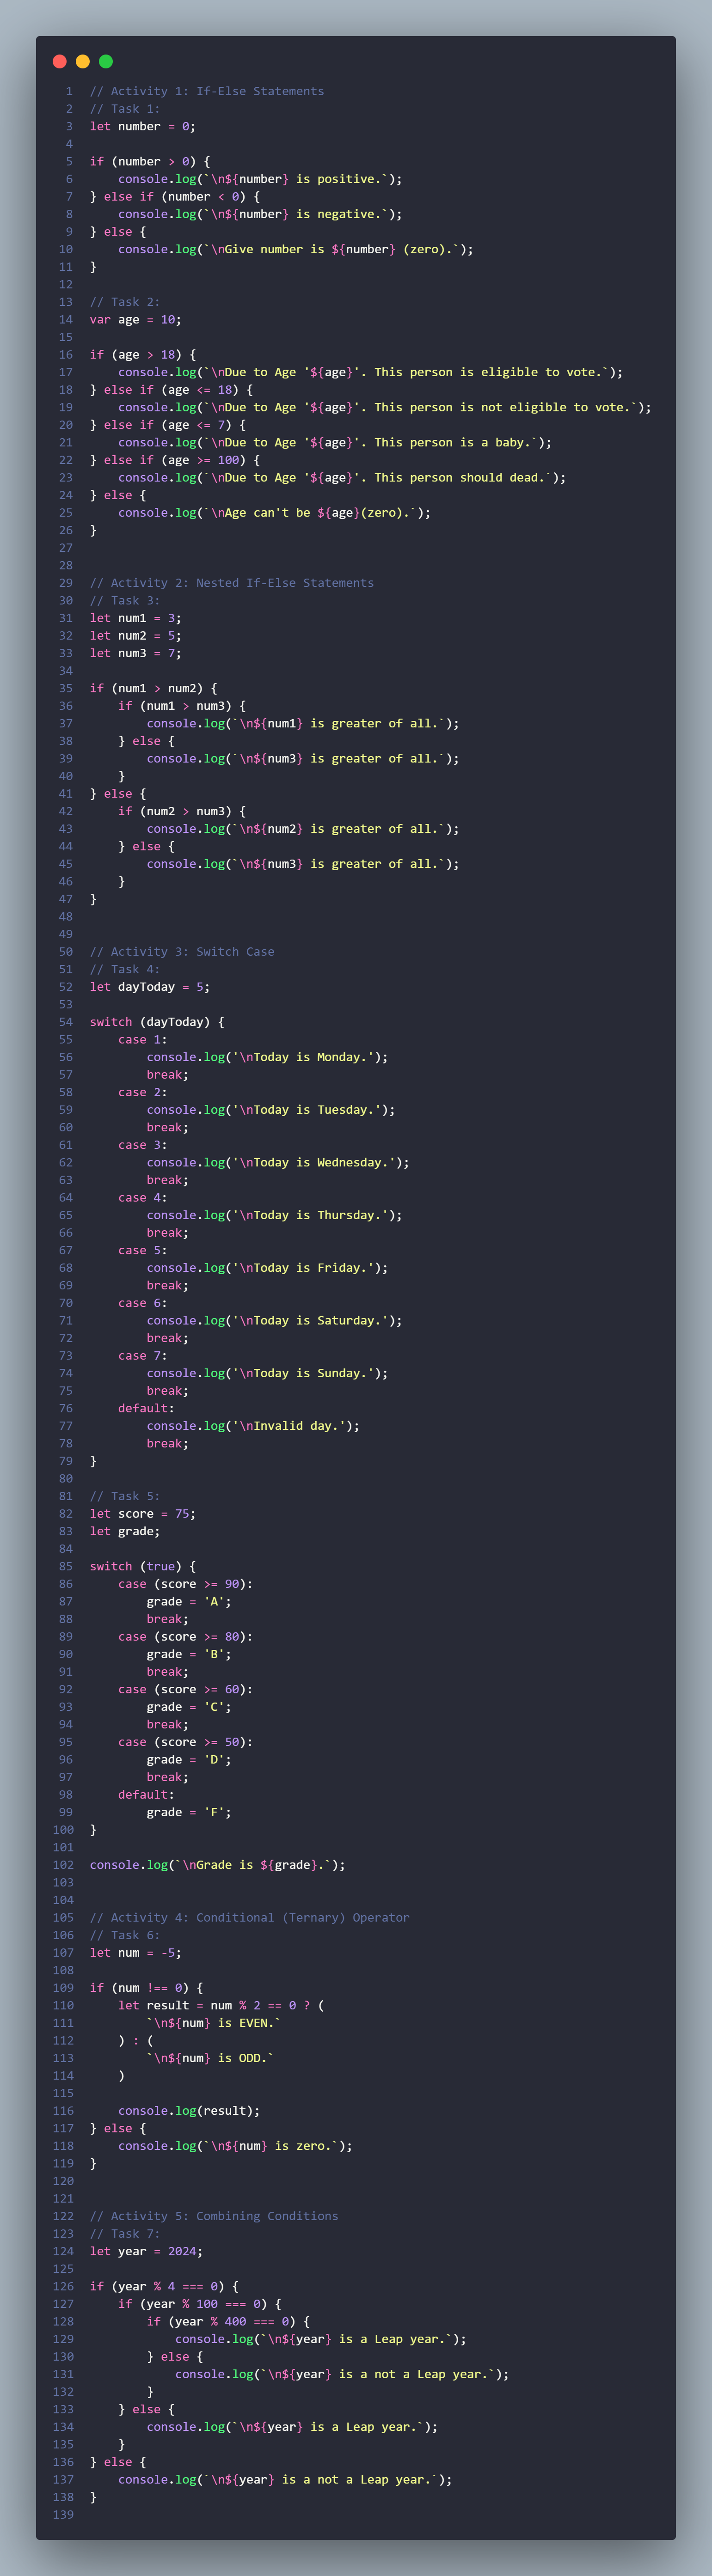 1 // Activity 1: If-Else Statements
2 // Task 1:
3 let number = 0;
4
5 if (number > 0) {
6     console.log(`\n${number} is positive.`);
7 } else if (number < 0) {
8     console.log(`\n${number} is negative.`);
9 } else {
10     console.log(`\nGive number is ${number} (zero).`);
11 }
12
13 // Task 2:
14 var age = 10;
15
16 if (age > 18) {
17     console.log(`\nDue to Age '${age}'. This person is eligible to vote.`);
18 } else if (age <= 18) {
19     console.log(`\nDue to Age '${age}'. This person is not eligible to vote.`);
20 } else if (age <= 7) {
21     console.log(`\nDue to Age '${age}'. This person is a baby.`);
22 } else if (age >= 100) {
23     console.log(`\nDue to Age '${age}'. This person should dead.`);
24 } else {
25     console.log(`\nAge can't be ${age}(zero).`);
26 }
27
28
29 // Activity 2: Nested If-Else Statements
30 // Task 3:
31 let num1 = 3;
32 let num2 = 5;
33 let num3 = 7;
34
35 if (num1 > num2) {
36     if (num1 > num3) {
37         console.log(`\n${num1} is greater of all.`);
38     } else {
39         console.log(`\n${num3} is greater of all.`);
40     }
41 } else {
42     if (num2 > num3) {
43         console.log(`\n${num2} is greater of all.`);
44     } else {
45         console.log(`\n${num3} is greater of all.`);
46     }
47 }
48
49
50 // Activity 3: Switch Case
51 // Task 4:
52 let dayToday = 5;
53
54 switch (dayToday) {
55     case 1:
56         console.log('\nToday is Monday.');
57         break;
58     case 2:
59         console.log('\nToday is Tuesday.');
60         break;
61     case 3:
62         console.log('\nToday is Wednesday.');
63         break;
64     case 4:
65         console.log('\nToday is Thursday.');
66         break;
67     case 5:
68         console.log('\nToday is Friday.');
69         break;
70     case 6:
71         console.log('\nToday is Saturday.');
72         break;
73     case 7:
74         console.log('\nToday is Sunday.');
75         break;
76     default:
77         console.log('\nInvalid day.');
78         break;
79 }
80
81 // Task 5:
82 let score = 75;
83 let grade;
84
85 switch (true) {
86     case (score >= 90):
87         grade = 'A';
88         break;
89     case (score >= 80):
90         grade = 'B';
91         break;
92     case (score >= 60):
93         grade = 'C';
94         break;
95     case (score >= 50):
96         grade = 'D';
97         break;
98     default:
99         grade = 'F';
100 }
101
102 console.log(`\nGrade is ${grade}.`);
103
104
105 // Activity 4: Conditional (Ternary) Operator
106 // Task 6:
107 let num = -5;
108
109 if (num !== 0) {
110     let result = num % 2 == 0 ? (
111         `\n${num} is EVEN.`
112     ) : (
113         `\n${num} is ODD.`
114     )
115
116     console.log(result);
117 } else {
118     console.log(`\n${num} is zero.`);
119 }
120
121
122 // Activity 5: Combining Conditions
123 // Task 7:
124 let year = 2024;
125
126 if (year % 4 === 0) {
127     if (year % 100 === 0) {
128         if (year % 400 === 0) {
129             console.log(`\n${year} is a Leap year.`);
130         } else {
131             console.log(`\n${year} is a not a Leap year.`);
132         }
133     } else {
134         console.log(`\n${year} is a Leap year.`);
135     }
136 } else {
137     console.log(`\n${year} is a not a Leap year.`);
138 }
139